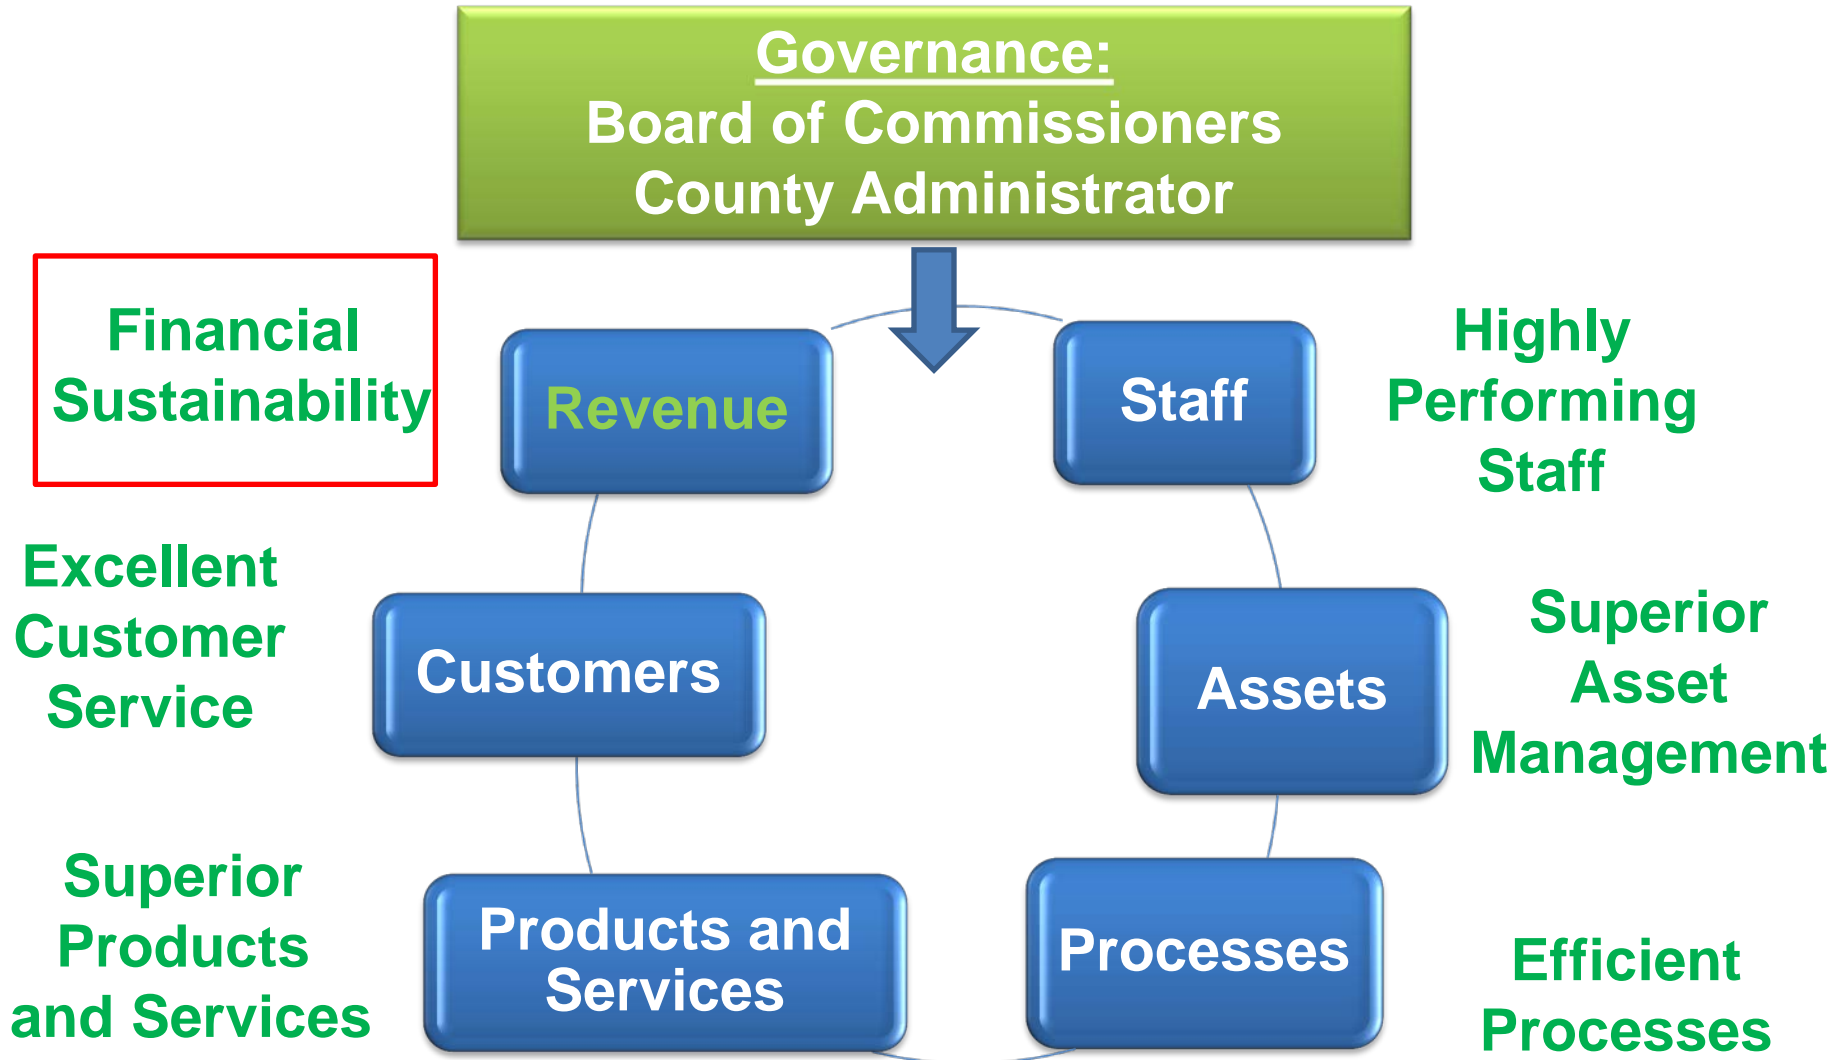 Governance:
Board of Commissioners
County Administrator
Financial
Sustainability
Revenue
Staff
Highly
Performing
Staff
Excellent
Customer
Service
Customers
Assets
Superior
Asset
Management
Superior
Products
and Services
Products and
Services
Processes
Efficient
Processes